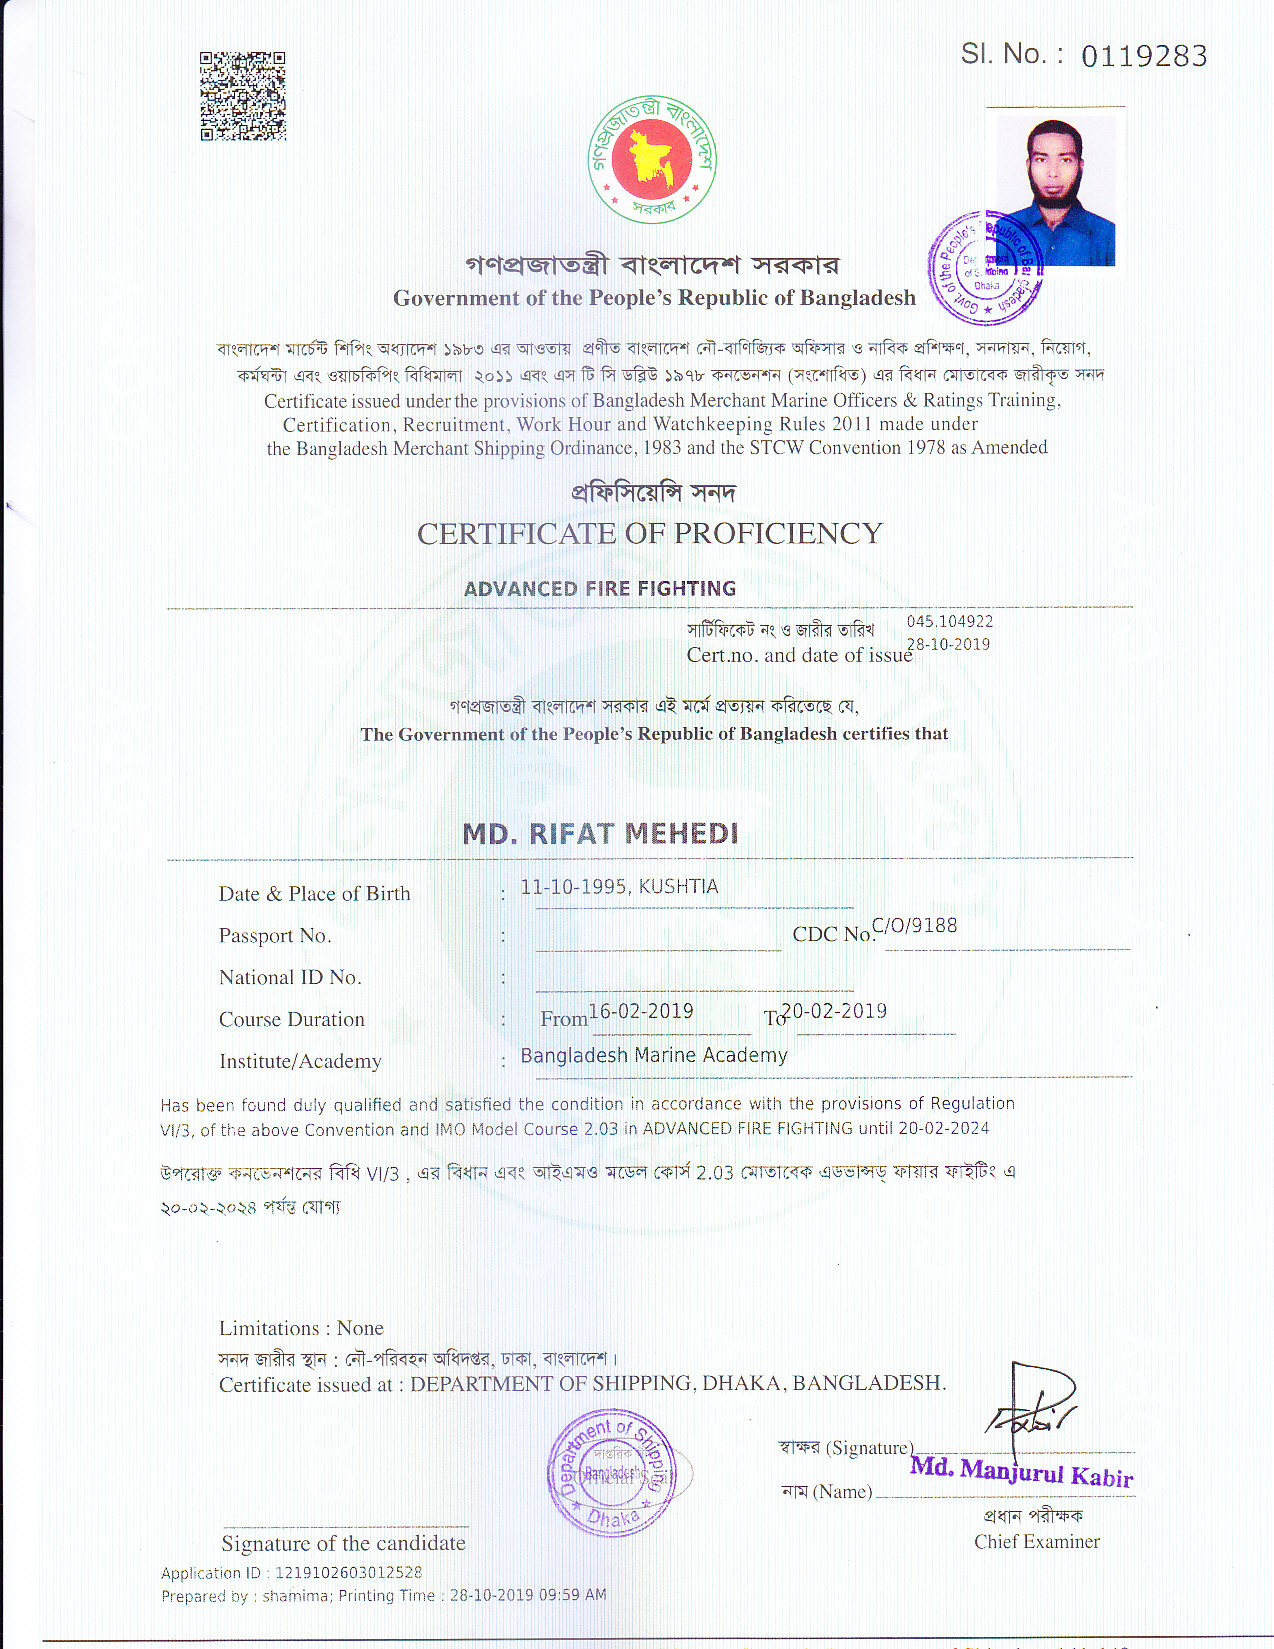 Sl. No. : 0119283
গণপ্রজাতন্ত্রী বাংলাদেশ
সরকার
গণপ্রজাতন্ত্রী বাংলাদেশ সরকার
Government of the People's Republic of Bangladesh
Govt. of the People's Republic of Bangladesh
Dhaka
বাংলাদেশ মার্চেন্ট শিপিং অধ্যাদেশ ১৯৮৩ এর আওতায় প্রণীত বাংলাদেশ নৌ-বাণিজ্যিক অফিসার ও নাবিক প্রশিক্ষণ, সনদায়ন, নিয়োগ,
কর্মঘন্টা এবং ওয়াচকিপিং বিধিমালা ২০১১ এবং এস টি সি ডব্লিউ ১৯৭৮ কনভেনশন (সংশোধিত) এর বিধান মোতাবেক জারীকৃত সনদ
Certificate issued under the provisions of Bangladesh Merchant Marine Officers & Ratings Training,
Certification, Recruitment, Work Hour and Watchkeeping Rules 2011 made under
the Bangladesh Merchant Shipping Ordinance, 1983 and the STCW Convention 1978 as Amended
প্রফিসিয়েন্সি সনদ
CERTIFICATE OF PROFICIENCY
ADVANCED FIRE FIGHTING
সার্টিফিকেট নং ও জারীর তারিখ 045.104922
Cert.no. and date of issue 28-10-2019
গণপ্রজাতন্ত্রী বাংলাদেশ সরকার এই মর্মে প্রত্যয়ন করিতেছে যে,
The Government of the People's Republic of Bangladesh certifies that
MD. RIFAT MEHEDI
Date & Place of Birth : 11-10-1995, KUSHTIA
Passport No. : CDC No. C/O/9188
National ID No. :
Course Duration : From 16-02-2019 To 20-02-2019
Institute/Academy : Bangladesh Marine Academy
Has been found duly qualified and satisfied the condition in accordance with the provisions of Regulation
VI/3, of the above Convention and IMO Model Course 2.03 in ADVANCED FIRE FIGHTING until 20-02-2024
উপরোক্ত কনভেনশনের বিধি VI/3 , এর বিধান এবং আইএমও মডেল কোর্স 2.03 মোতাবেক এডভান্সড্ ফায়ার ফাইটিং এ
২০-০২-২০২৪ পর্যন্ত যোগ্য
Limitations : None
সনদ জারীর স্থান : নৌ-পরিবহন অধিদপ্তর, ঢাকা, বাংলাদেশ।
Certificate issued at : DEPARTMENT OF SHIPPING, DHAKA, BANGLADESH.
Department of Shipping
Bangladesh
Dhaka
স্বাক্ষর (Signature)
Md. Manjurul Kabir
নাম (Name)
প্রধান পরীক্ষক
Chief Examiner
Signature of the candidate
Application ID : 1219102603012528
Prepared by : shamima; Printing Time : 28-10-2019 09:59 AM